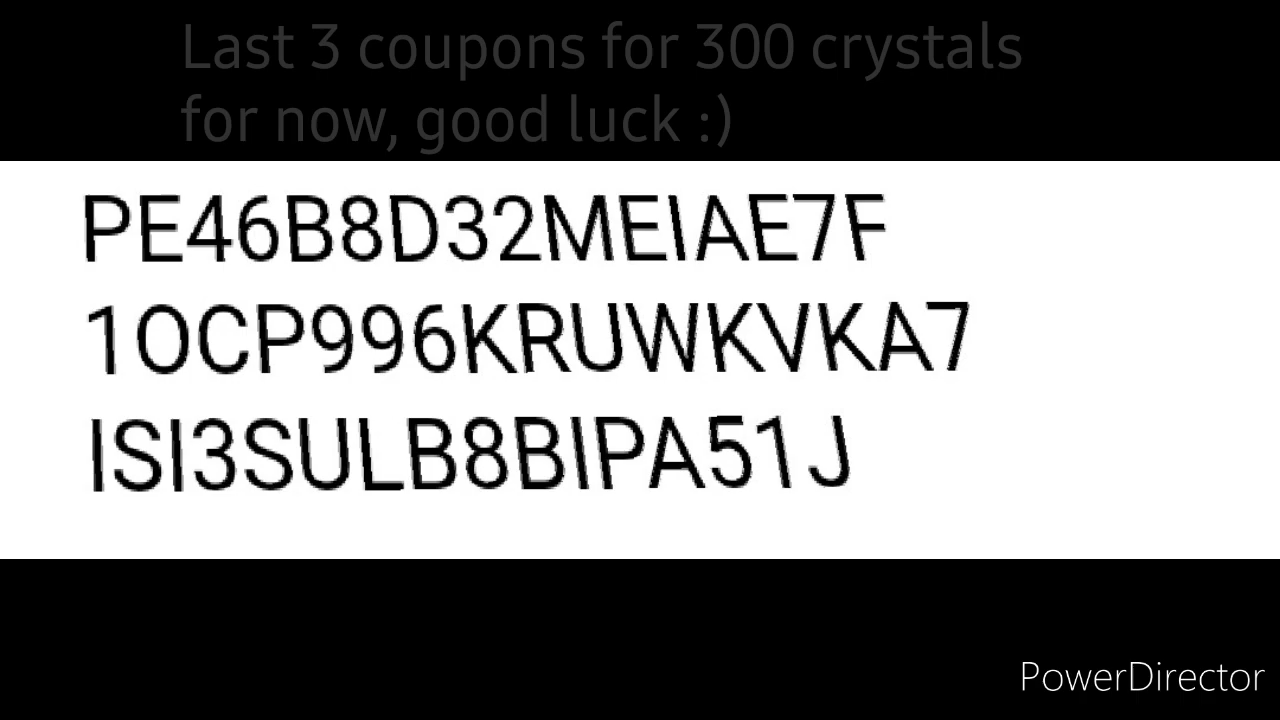 Last 3 coupons for 300 crystals
for now, good luck :)
PE46B8D32MEIAE7F
1OCP996KRUWKVKA7
ISI3SULB8BIPA51J
PowerDirector